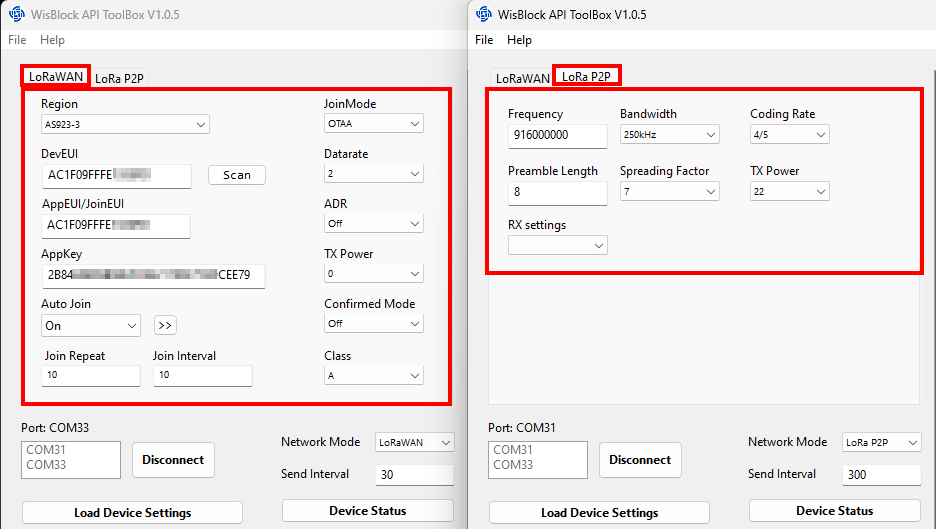 WisBlock API ToolBox V1.0.5
File Help
LoRaWAN LoRa P2P
Region
AS923-3
JoinMode
OTAA
DevEUI
AC1F09FFFE
Scan
Datarate
2
AppEUI/JoinEUI
AC1F09FFFE
ADR
Off
AppKey
2B84 CEE79
TX Power
0
Auto Join
On
>>
Confirmed Mode
Off
Join Repeat
10
Join Interval
10
Class
A
Port: COM33
COM31
COM33
Disconnect
Network Mode LoRaWAN
Send Interval 30
Load Device Settings
Device Status
WisBlock API ToolBox V1.0.5
File Help
LoRaWAN LoRa P2P
Frequency
916000000
Bandwidth
250kHz
Coding Rate
4/5
Preamble Length
8
Spreading Factor
7
TX Power
22
RX settings
Port: COM31
COM31
COM33
Disconnect
Network Mode LoRa P2P
Send Interval 300
Load Device Settings
Device Status